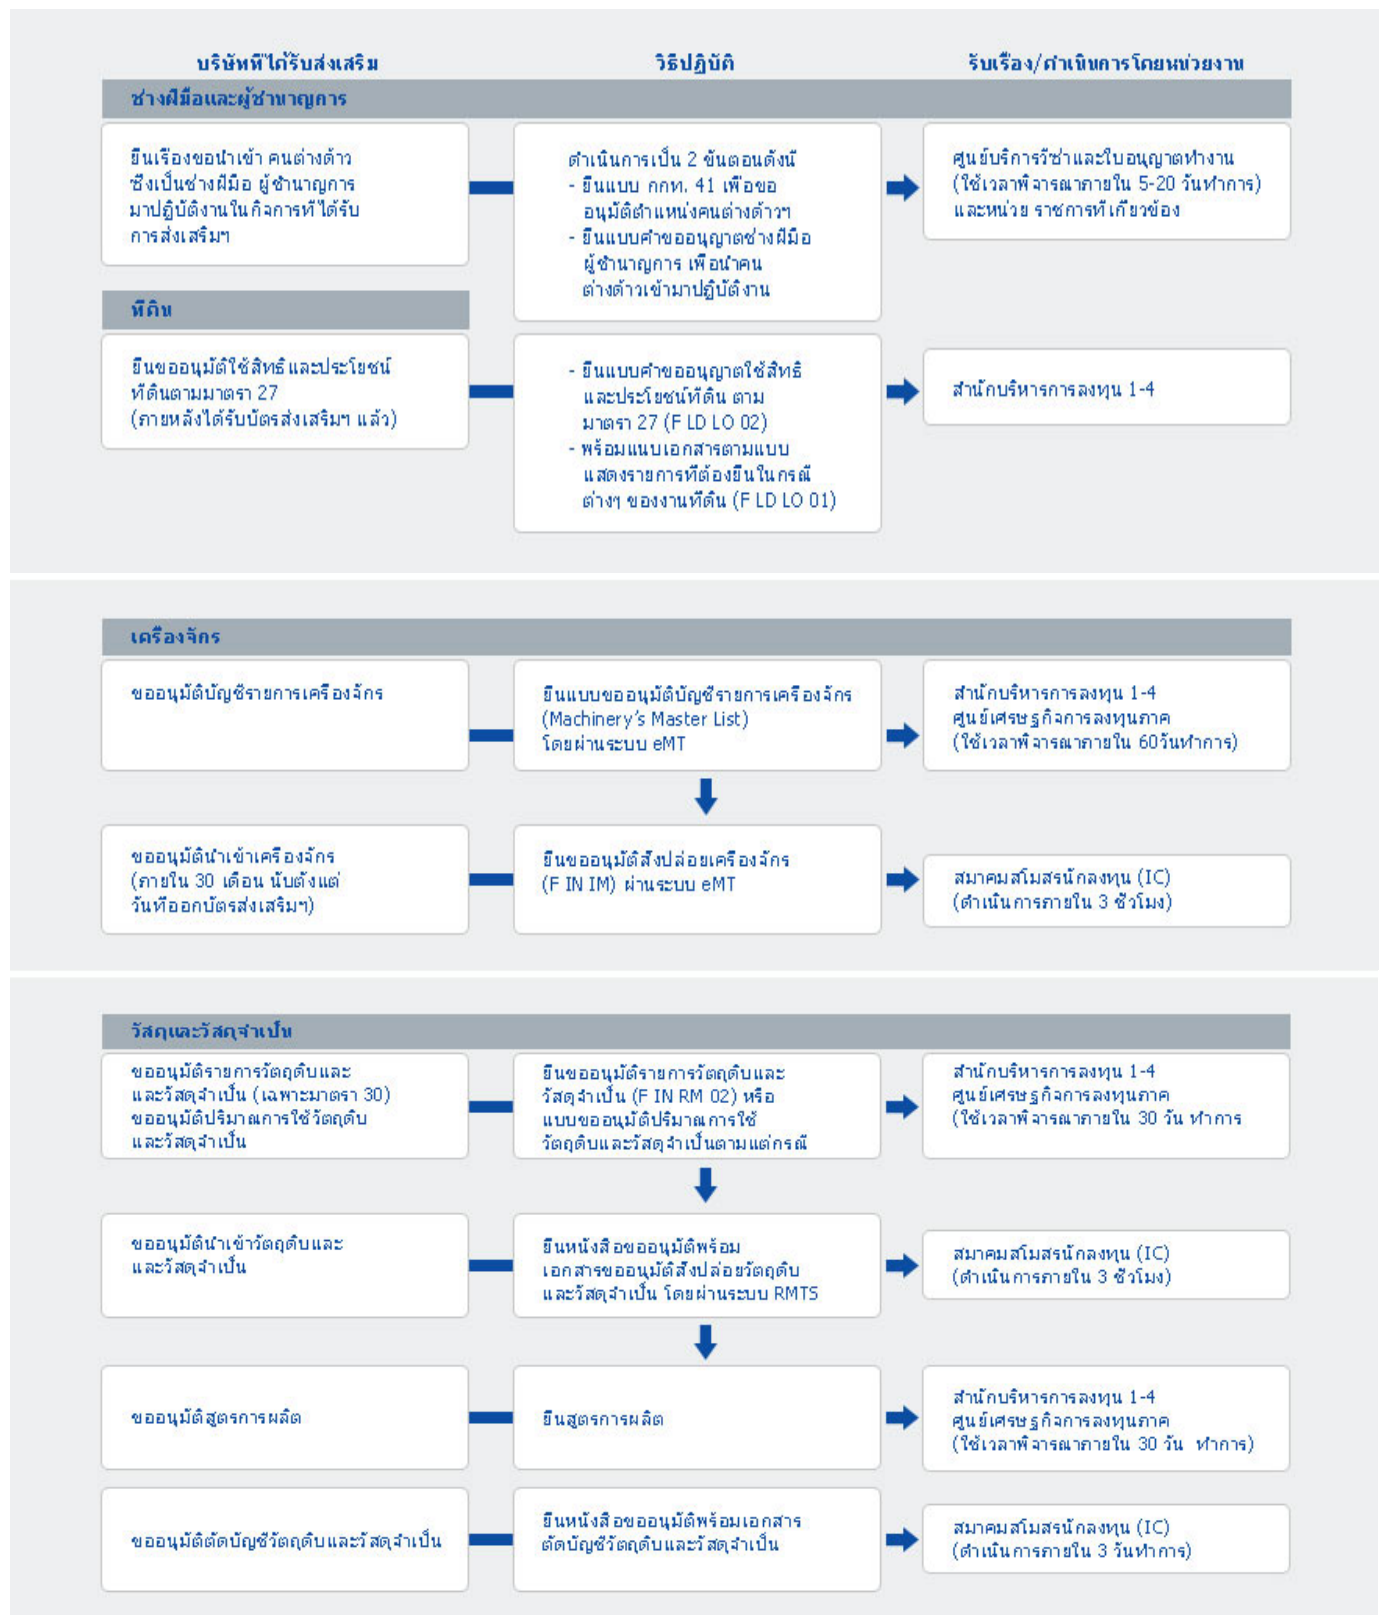 บริษัทที่ได้รับส่งเสริม
วิธีปฏิบัติ
รับเรื่อง/ดำเนินการโดยหน่วยงาน
ช่างฝีมือและผู้ชำนาญการ
ยื่นเรื่องขอนำเข้า คนต่างด้าว
ซึ่งเป็นช่างฝีมือ ผู้ชำนาญการ
มาปฏิบัติงานในกิจการที่ได้รับ
การส่งเสริมฯ
ดำเนินการเป็น 2 ขั้นตอนดังนี้
- ยื่นแบบ กกท. 41 เพื่อขอ
อนุมัติตำแหน่งคนต่างด้าวฯ
- ยื่นแบบคำขออนุญาตช่างฝีมือ
ผู้ชำนาญการ เพื่อนำคน
ต่างด้าวเข้ามาปฏิบัติงาน
ศูนย์บริการวีซ่าและใบอนุญาตทำงาน
(ใช้เวลาพิจารณาภายใน 5-20 วันทำการ)
และหน่วย ราชการที่เกี่ยวข้อง
ที่ดิน
ยื่นขออนุมัติใช้สิทธิและประโยชน์
ที่ดินตามมาตรา 27
(ภายหลังได้รับบัตรส่งเสริมฯ แล้ว)
- ยื่นแบบคำขออนุญาตใช้สิทธิ
และประโยชน์ที่ดิน ตาม
มาตรา 27 (F LD LO 02)
- พร้อมแนบเอกสารตามแบบ
แสดงรายการที่ต้องยื่นในกรณี
ต่างๆ ของงานที่ดิน (F LD LO 01)
สำนักบริหารการลงทุน 1-4
เครื่องจักร
ขออนุมัติบัญชีรายการเครื่องจักร
ยื่นแบบขออนุมัติบัญชีรายการเครื่องจักร
(Machinery's Master List)
โดยผ่านระบบ eMT
สำนักบริหารการลงทุน 1-4
ศูนย์เศรษฐกิจการลงทุนภาค
(ใช้เวลาพิจารณาภายใน 60วันทำการ)
ขออนุมัตินำเข้าเครื่องจักร
(ภายใน 30 เดือน นับตั้งแต่
วันที่ออกบัตรส่งเสริมฯ)
ยื่นขออนุมัติสั่งปล่อยเครื่องจักร
(F IN IM) ผ่านระบบ eMT
สมาคมสโมสรนักลงทุน (IC)
(ดำเนินการภายใน 3 ชั่วโมง)
วัสดุและวัสดุจำเป็น
ขออนุมัติรายการวัตถุดิบและ
และวัสดุจำเป็น (เฉพาะมาตรา 30)
ขออนุมัติปริมาณการใช้วัตถุดิบ
และวัสดุจำเป็น
ยื่นขออนุมัติรายการวัตถุดิบและ
วัสดุจำเป็น (F IN RM 02) หรือ
แบบขออนุมัติปริมาณการใช้
วัตถุดิบและวัสดุจำเป็นตามแต่กรณี
สำนักบริหารการลงทุน 1-4
ศูนย์เศรษฐกิจการลงทุนภาค
(ใช้เวลาพิจารณาภายใน 30 วัน ทำการ
ขออนุมัตินำเข้าวัตถุดิบและ
และวัสดุจำเป็น
ยื่นหนังสือขออนุมัติพร้อม
เอกสารขออนุมัติสั่งปล่อยวัตถุดิบ
และวัสดุจำเป็น โดยผ่านระบบ RMTS
สมาคมสโมสรนักลงทุน (IC)
(ดำเนินการภายใน 3 ชั่วโมง)
ขออนุมัติสูตรการผลิต
ยื่นสูตรการผลิต
สำนักบริหารการลงทุน 1-4
ศูนย์เศรษฐกิจการลงทุนภาค
(ใช้เวลาพิจารณาภายใน 30 วัน ทำการ)
ขออนุมัติตัดบัญชีวัตถุดิบและวัสดุจำเป็น
ยื่นหนังสือขออนุมัติพร้อมเอกสาร
ตัดบัญชีวัตถุดิบและวัสดุจำเป็น
สมาคมสโมสรนักลงทุน (IC)
(ดำเนินการภายใน 3 วันทำการ)